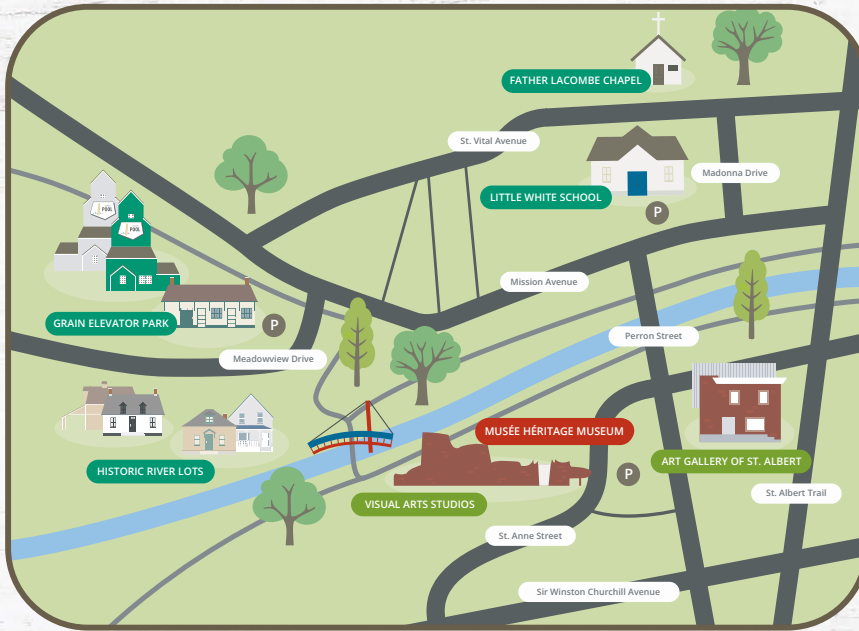 FATHER LACOMBE CHAPEL
St. Vital Avenue
Madonna Drive
LITTLE WHITE SCHOOL
P
POOL
POOL
Mission Avenue
GRAIN ELEVATOR PARK
P
Perron Street
Meadowview Drive
MUSÉE HÉRITAGE MUSEUM
ART GALLERY OF ST. ALBERT
HISTORIC RIVER LOTS
P
St. Albert Trail
VISUAL ARTS STUDIOS
St. Anne Street
Sir Winston Churchill Avenue